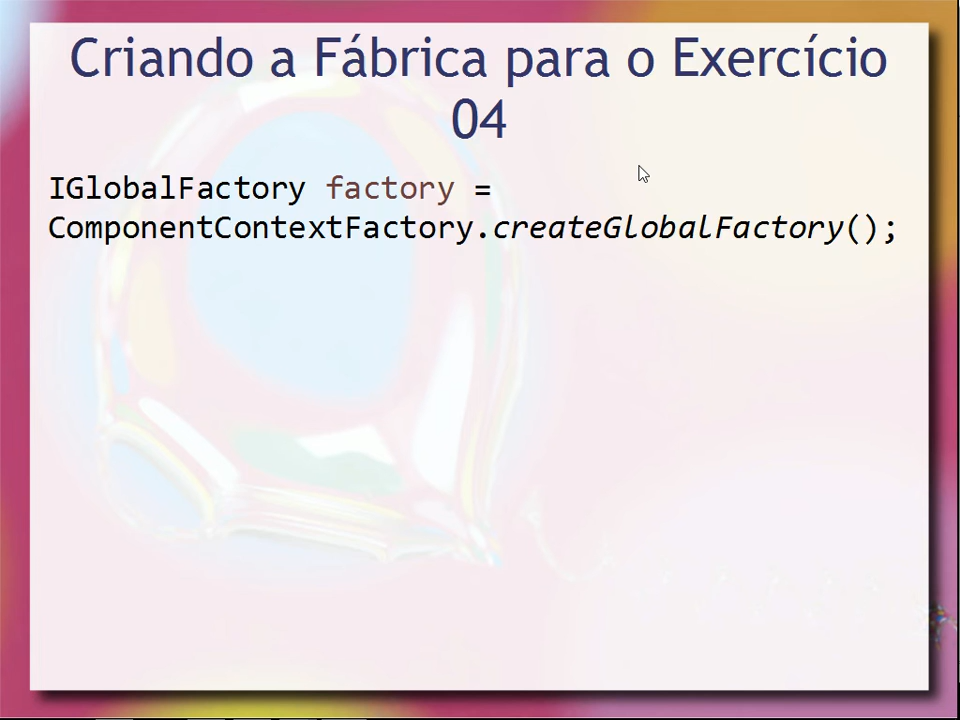 Criando a Fábrica para o Exercício
04
IGlobalFactory factory =
ComponentContextFactory.createGlobalFactory();